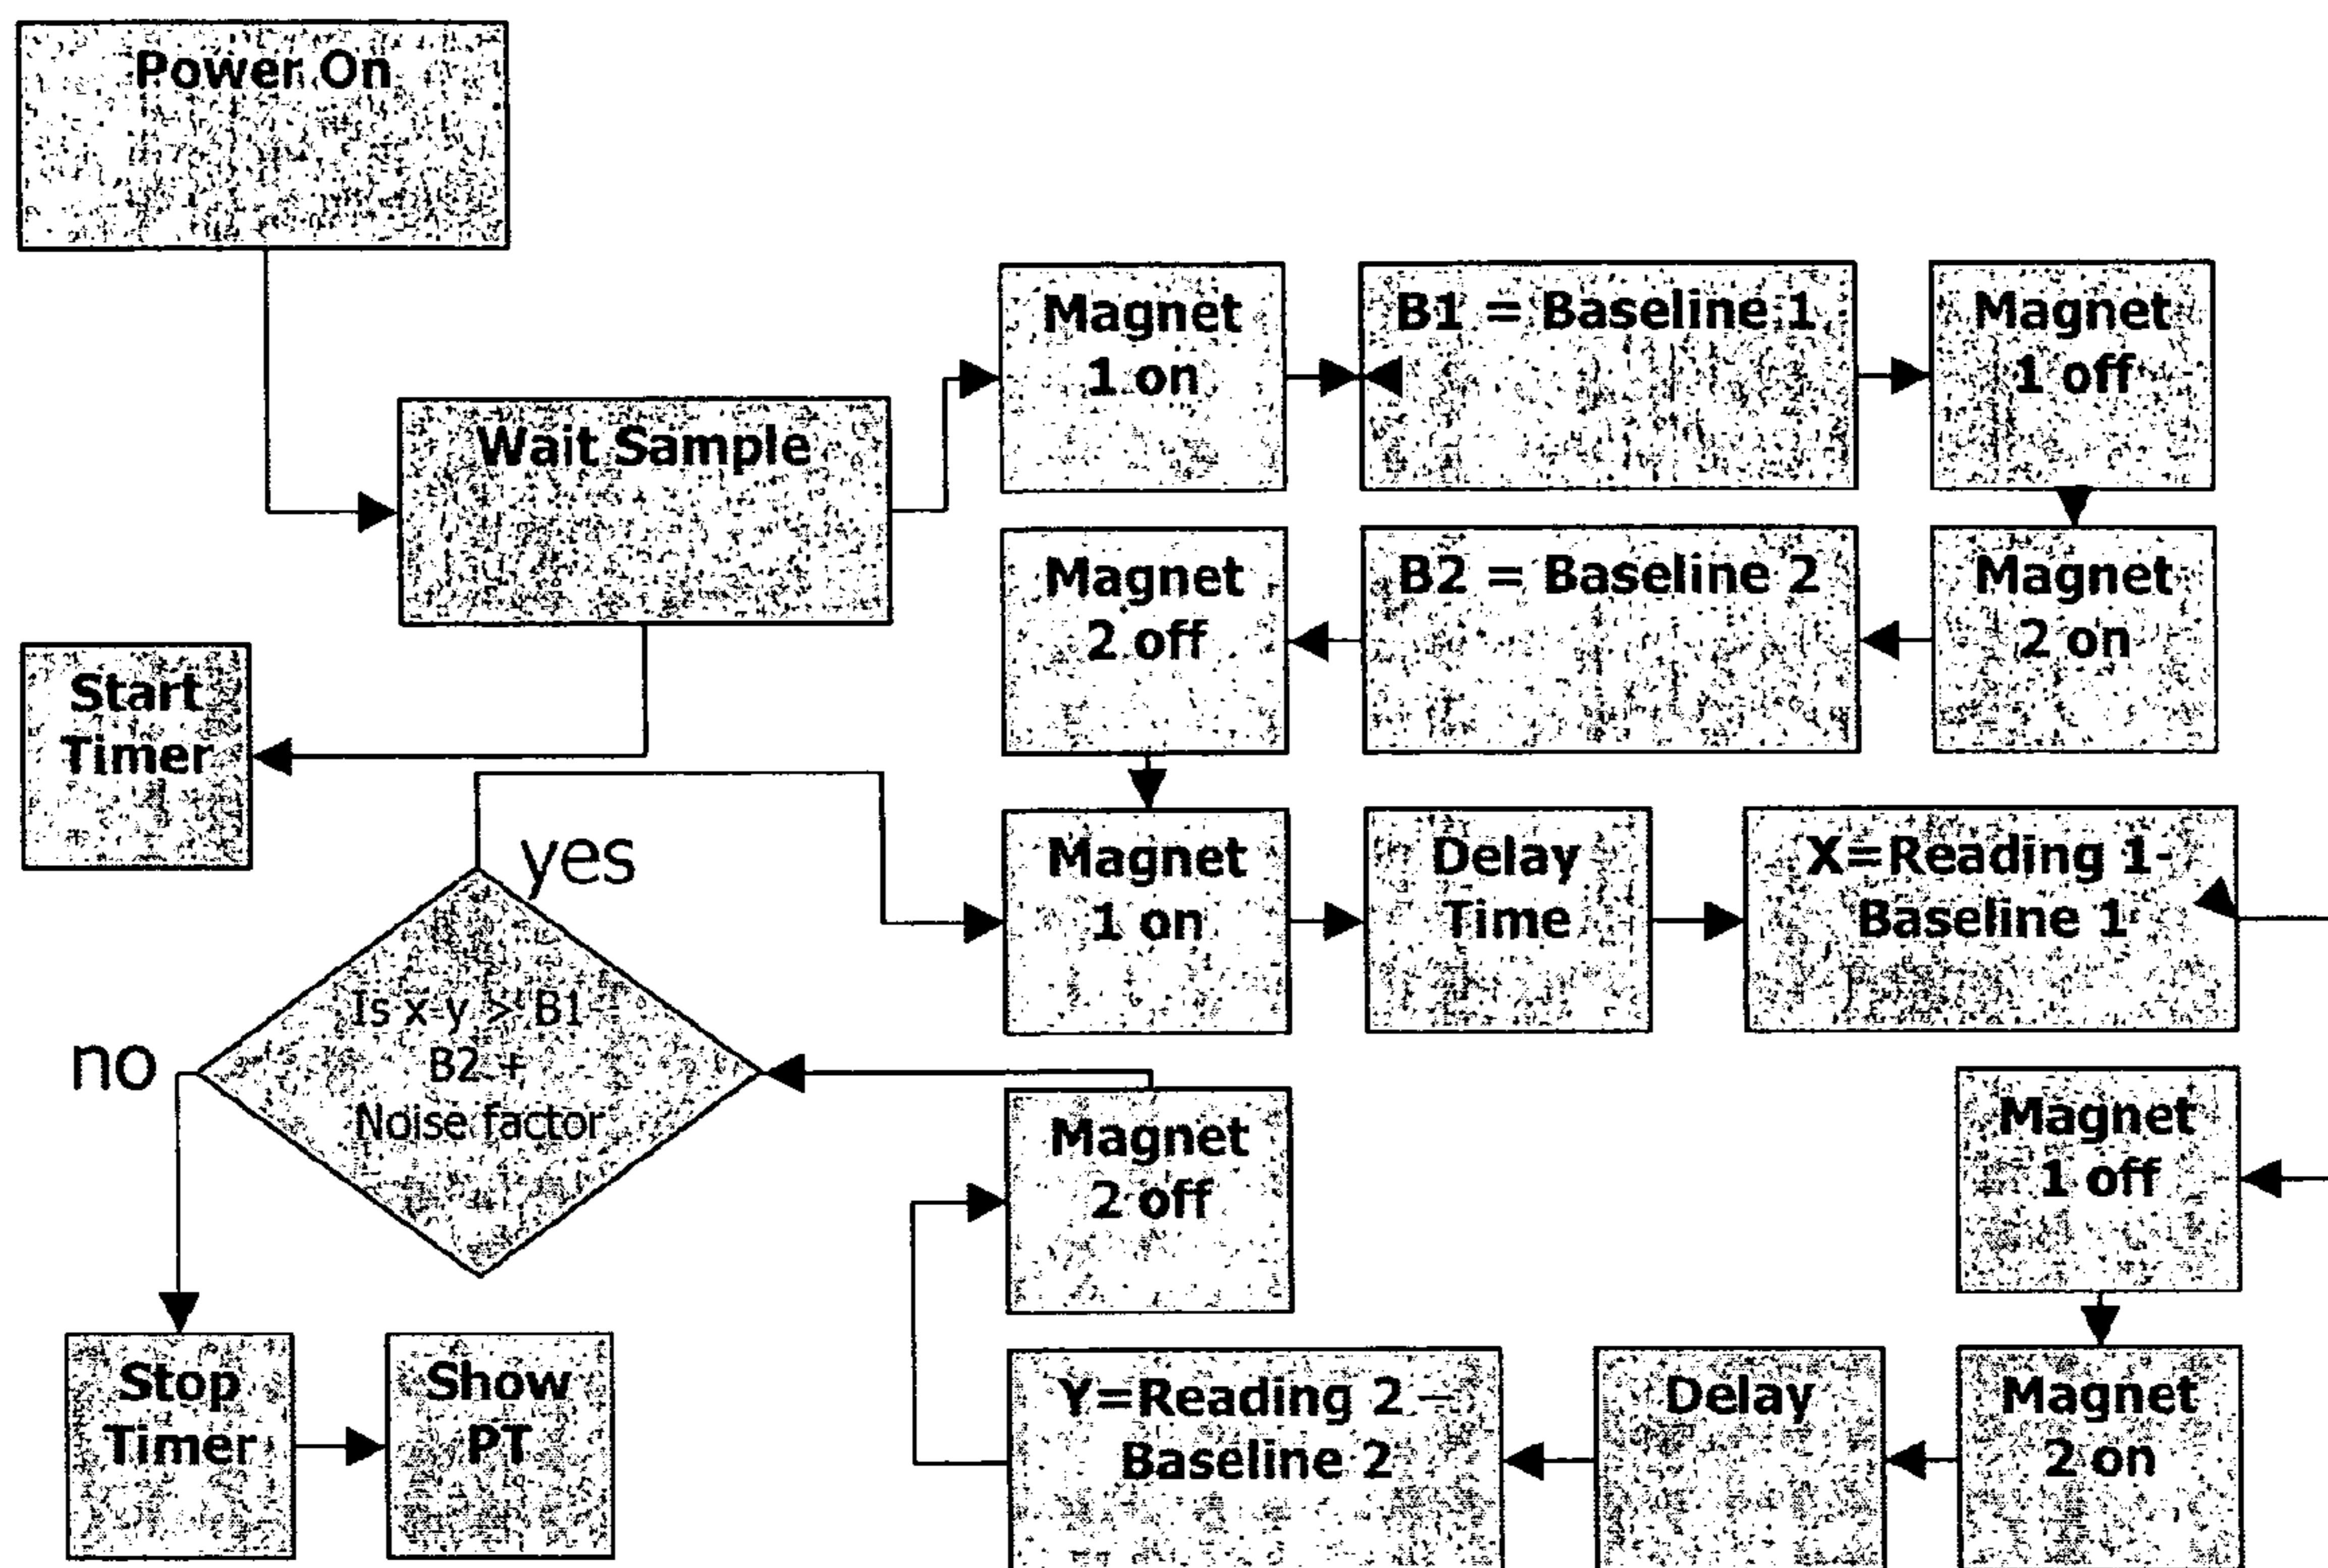 Power On
Wait Sample
Start
Timer
Magnet
1 on
B1 = Baseline 1
Magnet
1 off
Magnet
2 on
B2 = Baseline 2
Magnet
2 off
Magnet
1 on
Delay
Time
X=Reading 1-
Baseline 1
Magnet
1 off
Magnet
2 on
Delay
Y=Reading 2 –
Baseline 2
Magnet
2 off
Is x-y > B1-
B2 +
Noise factor
yes
no
Stop
Timer
Show
PT